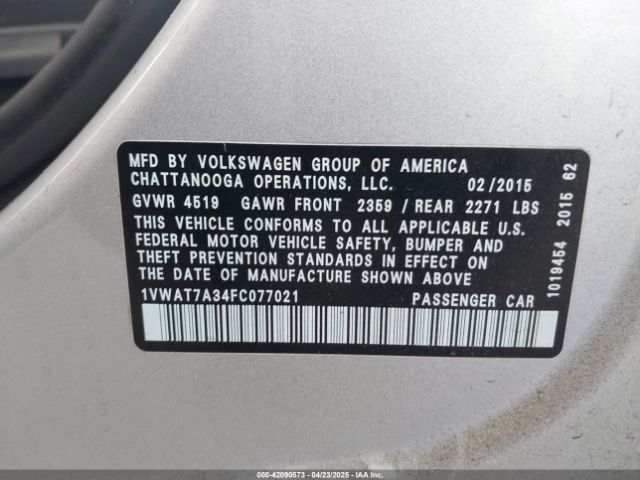 MFD BY VOLKSWAGEN GROUP OF AMERICA
CHATTANOOGA OPERATIONS, LLC. 02/2015
GVWR 4519 GAWR FRONT 2359 / REAR 2271 LBS
THIS VEHICLE CONFORMS TO ALL APPLICABLE U.S.
FEDERAL MOTOR VEHICLE SAFETY, BUMPER AND
THEFT PREVENTION STANDARDS IN EFFECT ON
THE DATE OF MANUFACTURE SHOWN ABOVE
1VWAT7A34FC077021 PASSENGER CAR
1019454 2015 62
000-42090573 | 04/23/2025 | IAAI.COM